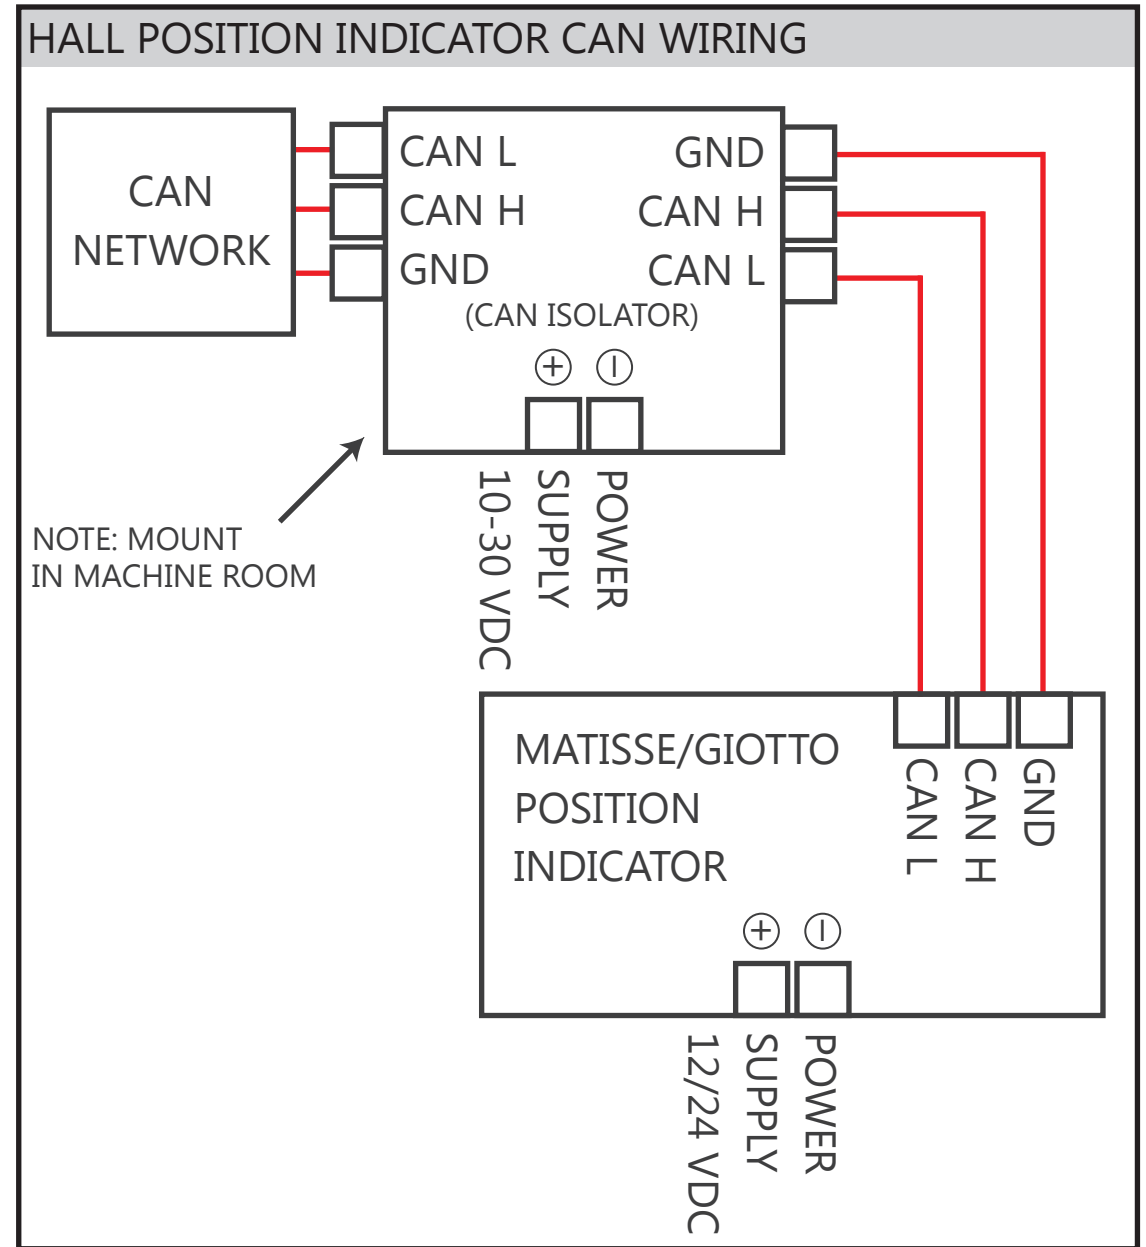 HALL POSITION INDICATOR CAN WIRING
CAN
NETWORK
CAN L
CAN H
GND
GND
CAN H
CAN L
(CAN ISOLATOR)
+ −
POWER
SUPPLY
10-30 VDC
NOTE: MOUNT
IN MACHINE ROOM
MATISSE/GIOTTO
POSITION
INDICATOR
GND
CAN H
CAN L
+ −
POWER
SUPPLY
12/24 VDC